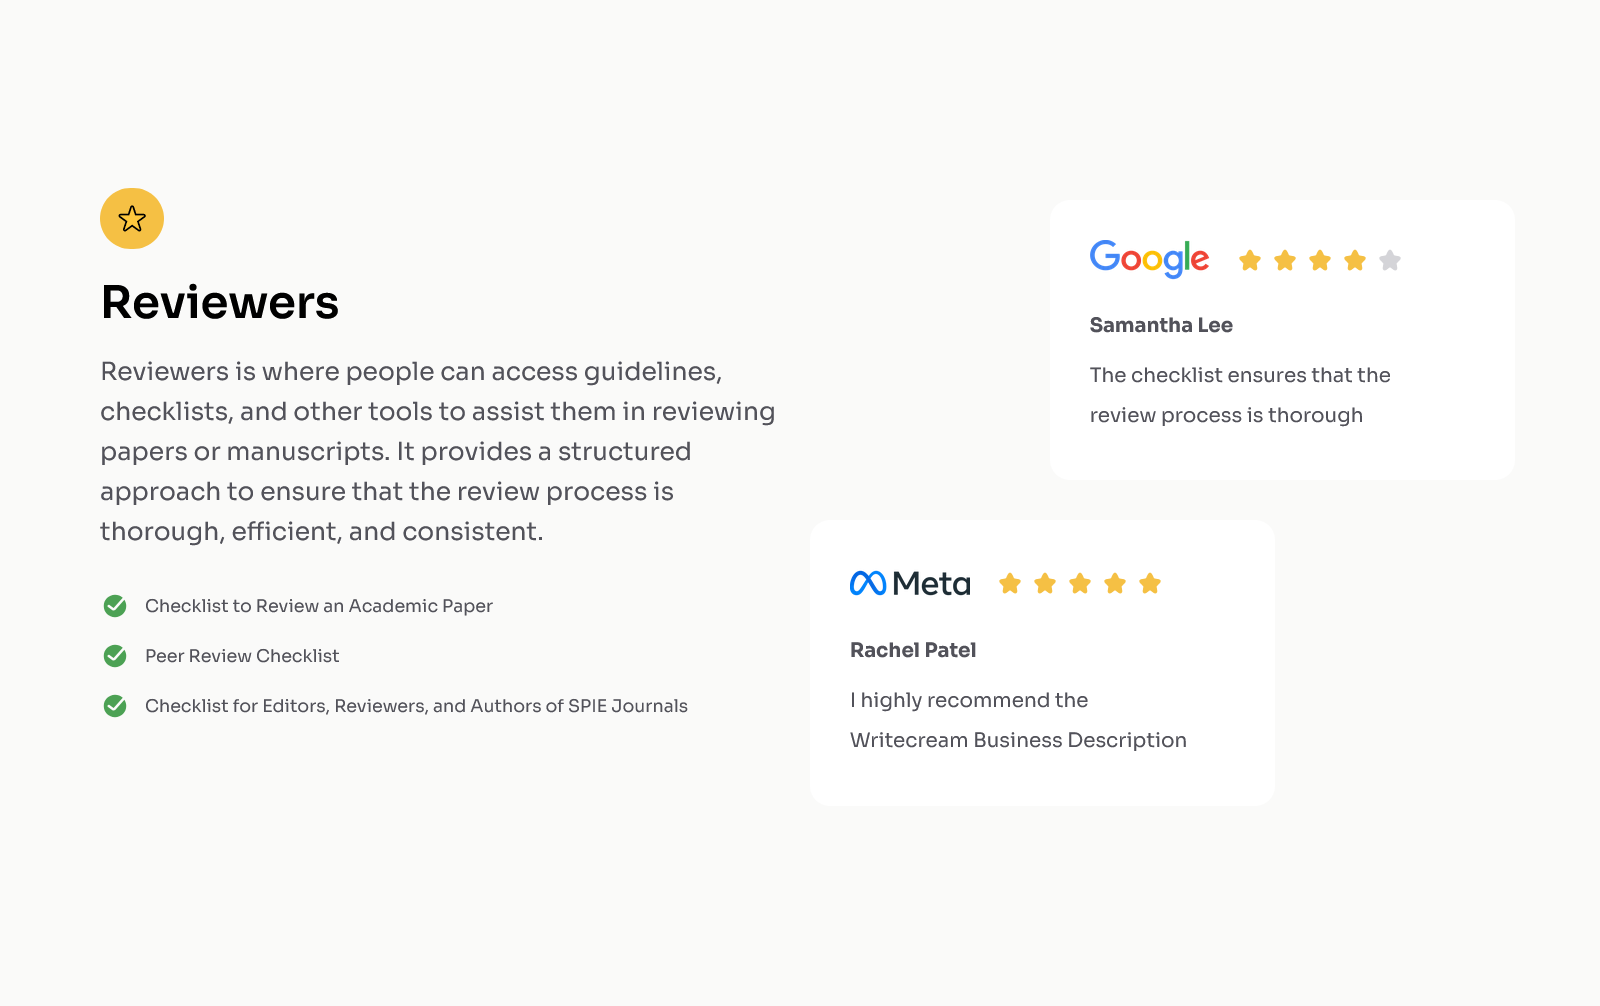 Reviewers
Reviewers is where people can access guidelines,
checklists, and other tools to assist them in reviewing
papers or manuscripts. It provides a structured
approach to ensure that the review process is
thorough, efficient, and consistent.
Checklist to Review an Academic Paper
Peer Review Checklist
Checklist for Editors, Reviewers, and Authors of SPIE Journals
Google
Samantha Lee
The checklist ensures that the
review process is thorough
Meta
Rachel Patel
I highly recommend the
Writecream Business Description